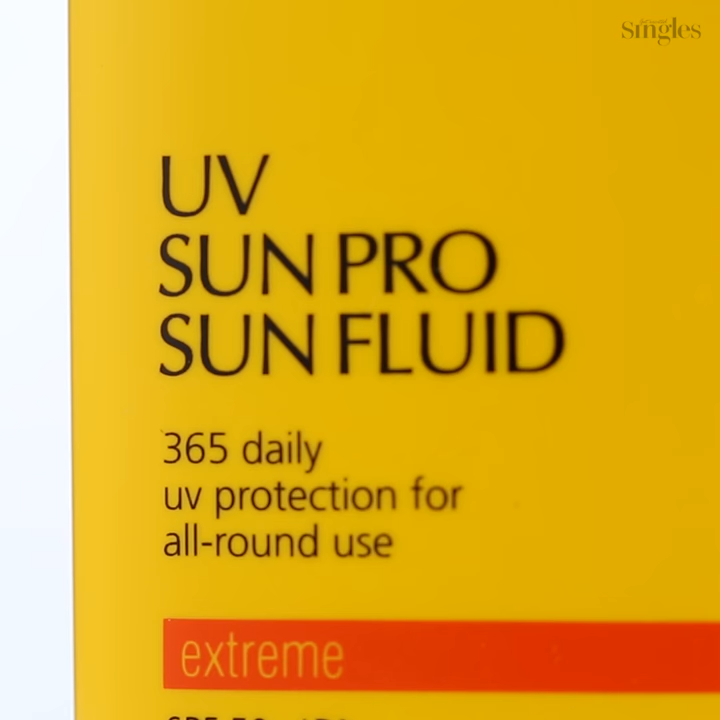 Singles
UV
SUN PRO
SUN FLUID
365 daily
uv protection for
all-round use
extreme